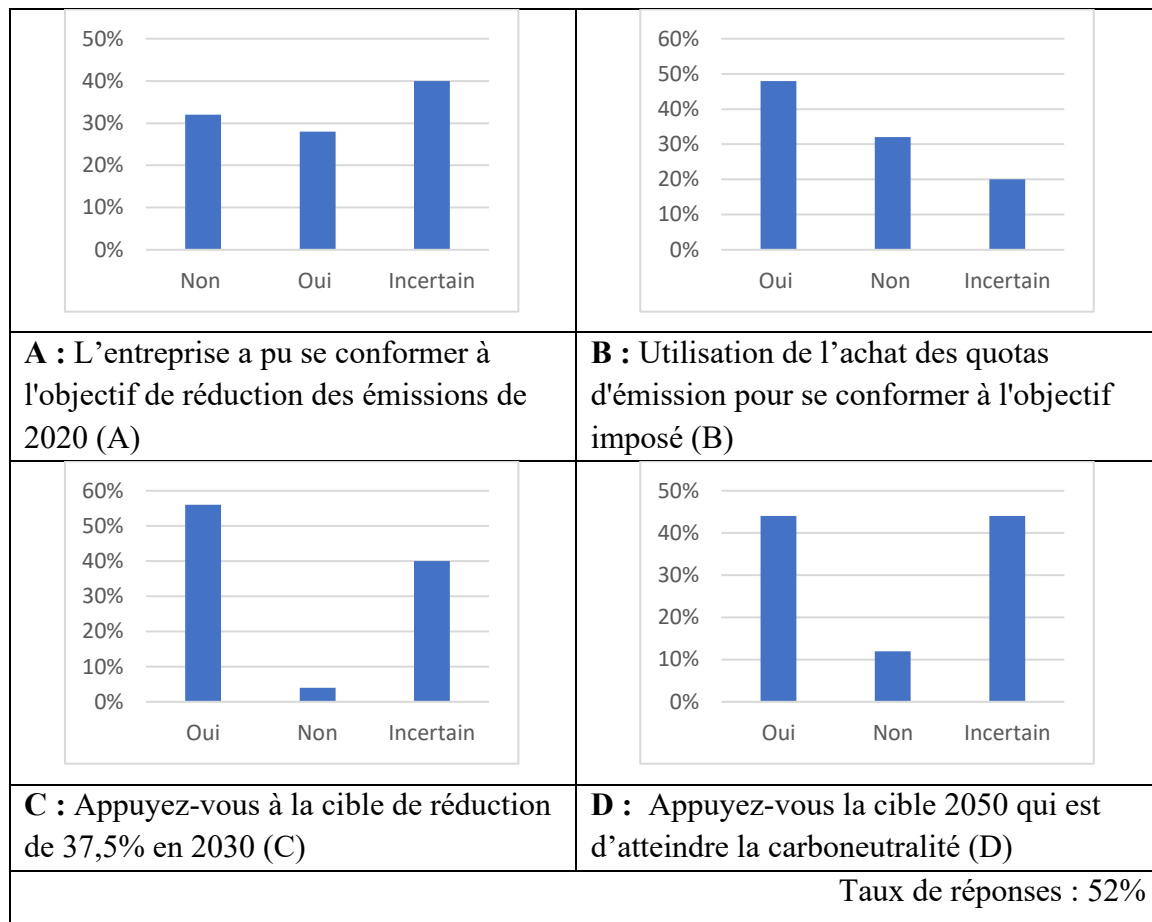 50%
40%
30%
20%
10%
0%
Non Oui Incertain
60%
50%
40%
30%
20%
10%
0%
Oui Non Incertain
A : L’entreprise a pu se conformer à
l'objectif de réduction des émissions de
2020 (A)
B : Utilisation de l’achat des quotas
d'émission pour se conformer à l'objectif
imposé (B)
60%
50%
40%
30%
20%
10%
0%
Oui Non Incertain
50%
40%
30%
20%
10%
0%
Oui Non Incertain
C : Appuyez-vous à la cible de réduction
de 37,5% en 2030 (C)
D : Appuyez-vous la cible 2050 qui est
d’atteindre la carboneutralité (D)
Taux de réponses : 52%